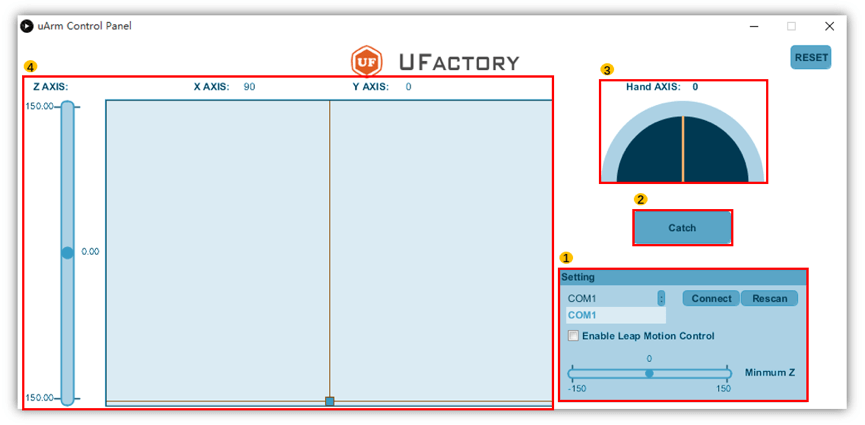 uArm Control Panel
UF UFACTORY
RESET
4
3
Z AXIS: X AXIS: 90 Y AXIS: 0
Hand AXIS: 0
150.00
2
Catch
0.00
1
Setting
COM1 : Connect Rescan
COM1
Enable Leap Motion Control
0
Minmum Z
-150 150
150.00